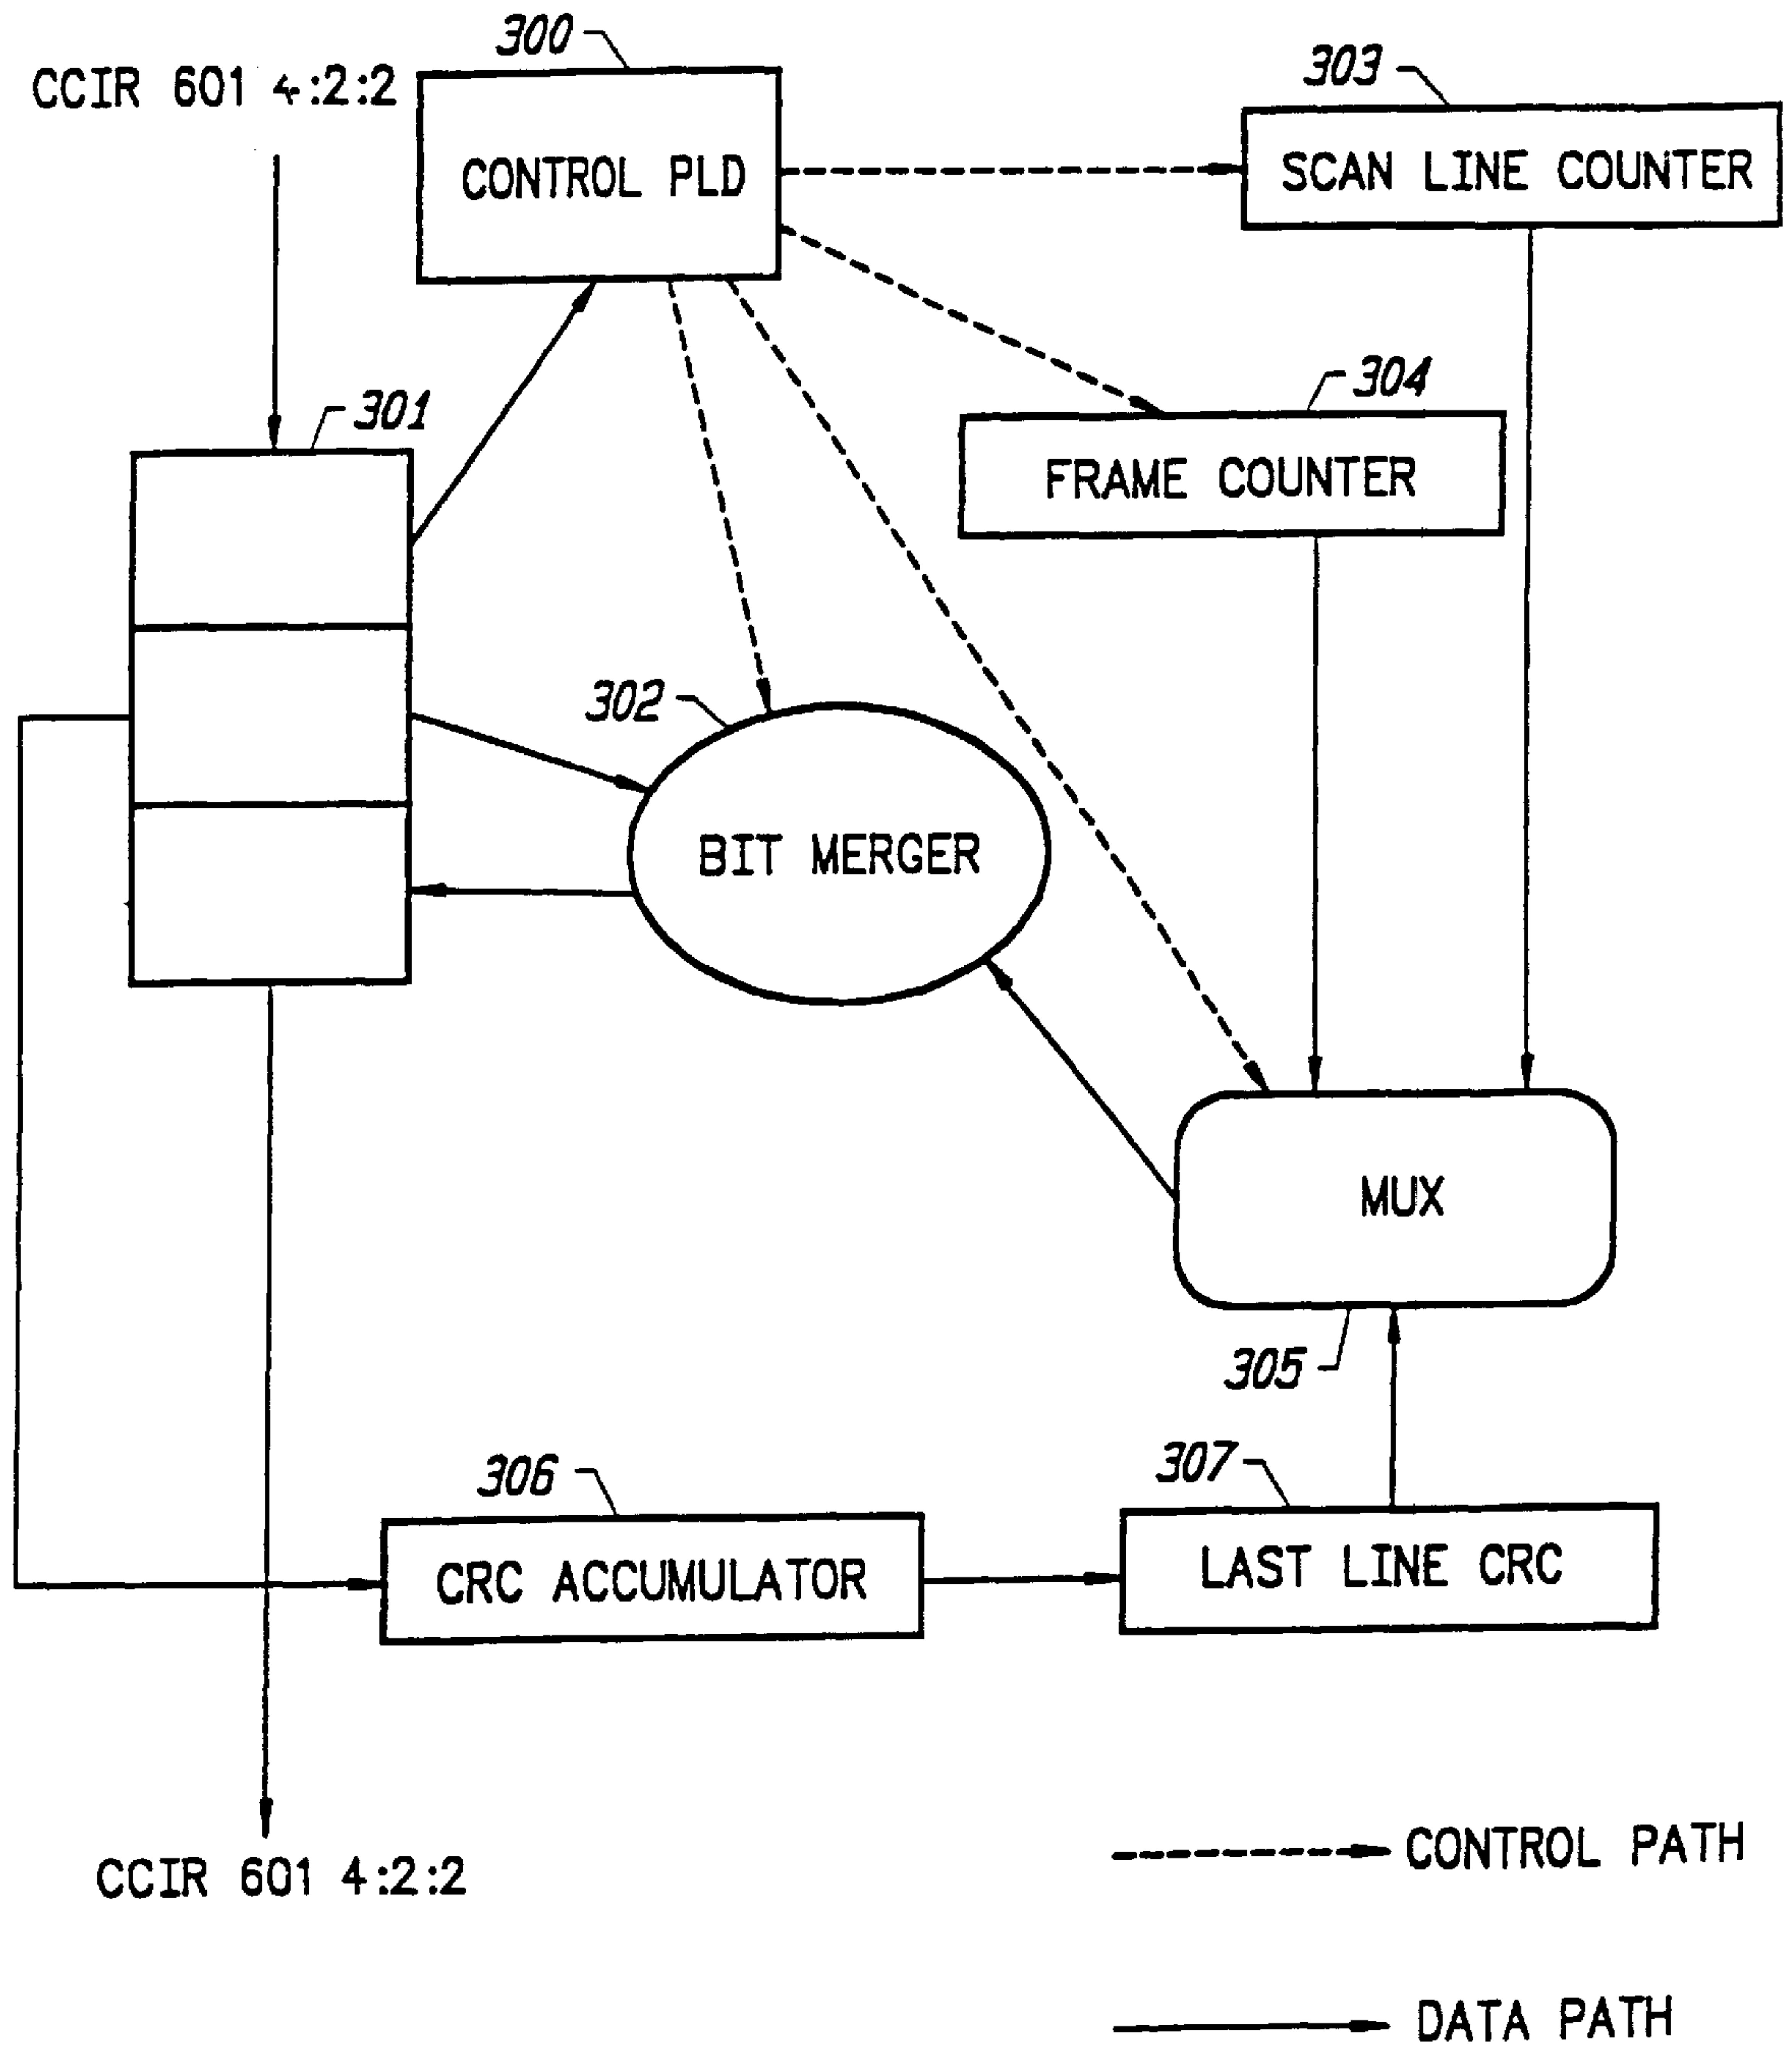 300
CCIR 601 4:2:2
303
CONTROL PLD
SCAN LINE COUNTER
304
301
FRAME COUNTER
302
BIT MERGER
MUX
305
306
307
CRC ACCUMULATOR
LAST LINE CRC
CCIR 601 4:2:2
CONTROL PATH
DATA PATH